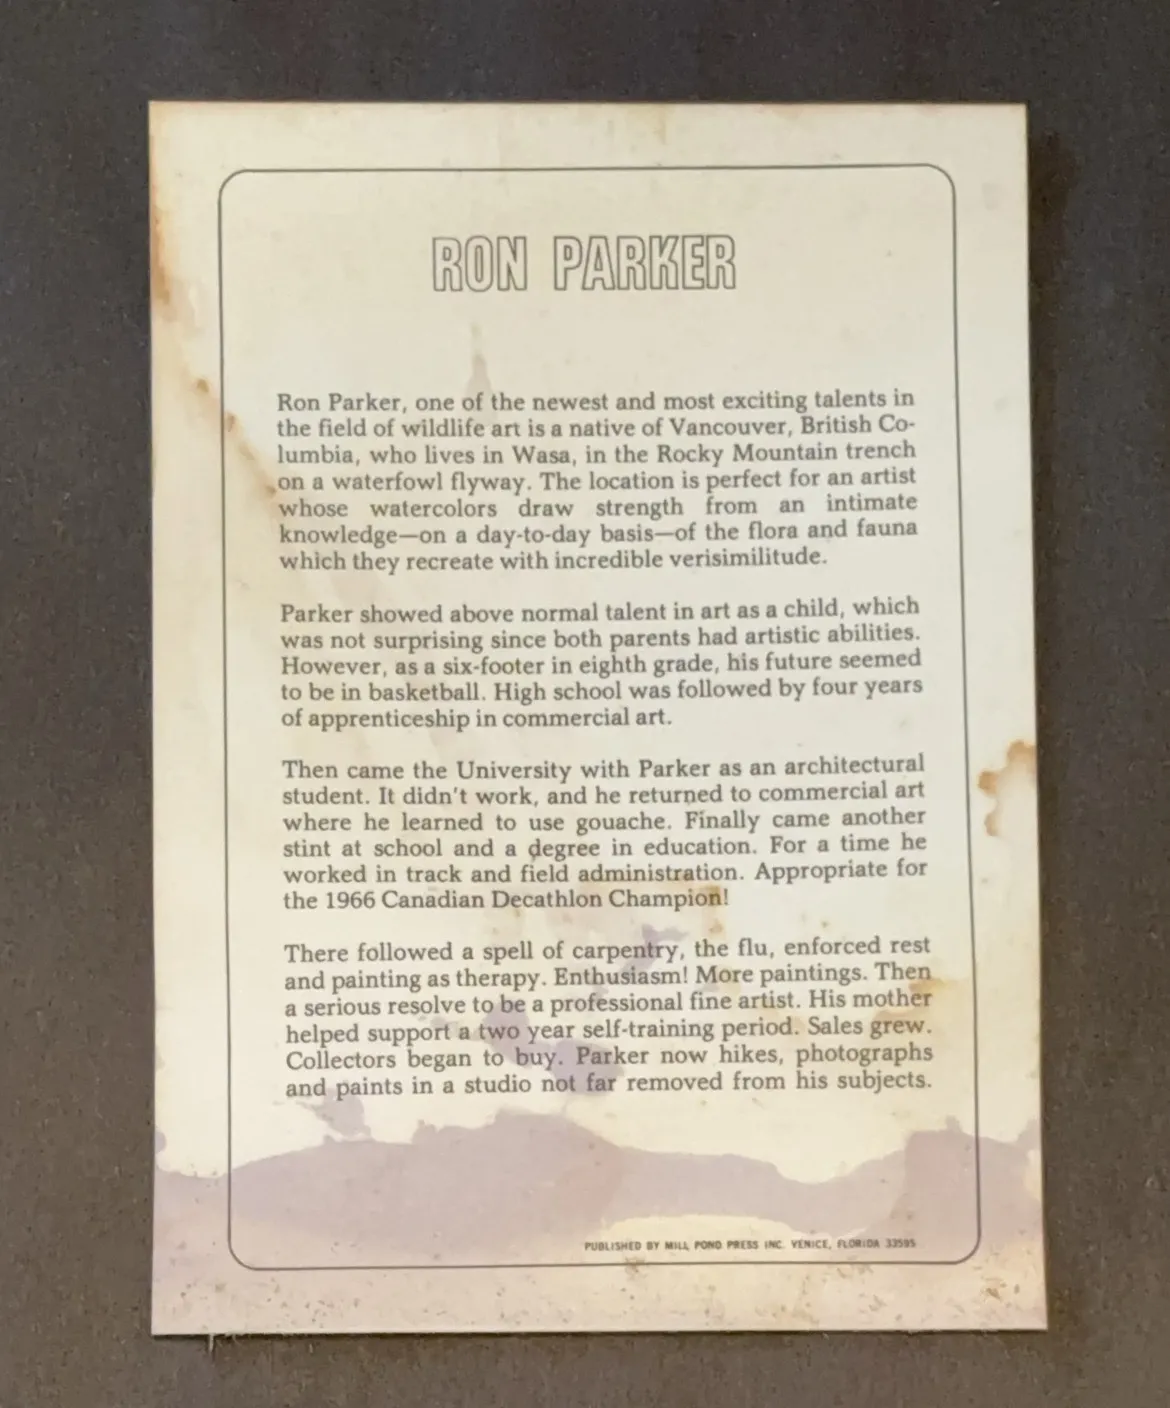 RON PARKER
Ron Parker, one of the newest and most exciting talents in
the field of wildlife art is a native of Vancouver, British Co-
lumbia, who lives in Wasa, in the Rocky Mountain trench
on a waterfowl flyway. The location is perfect for an artist
whose watercolors draw strength from an intimate
knowledge—on a day-to-day basis—of the flora and fauna
which they recreate with incredible verisimilitude.
Parker showed above normal talent in art as a child, which
was not surprising since both parents had artistic abilities.
However, as a six-footer in eighth grade, his future seemed
to be in basketball. High school was followed by four years
of apprenticeship in commercial art.
Then came the University with Parker as an architectural
student. It didn't work, and he returned to commercial art
where he learned to use gouache. Finally came another
stint at school and a degree in education. For a time he
worked in track and field administration. Appropriate for
the 1966 Canadian Decathlon Champion!
There followed a spell of carpentry, the flu, enforced rest
and painting as therapy. Enthusiasm! More paintings. Then
a serious resolve to be a professional fine artist. His mother
helped support a two year self-training period. Sales grew.
Collectors began to buy. Parker now hikes, photographs
and paints in a studio not far removed from his subjects.
PUBLISHED BY MILL POND PRESS INC. VENICE, FLORIDA 33595